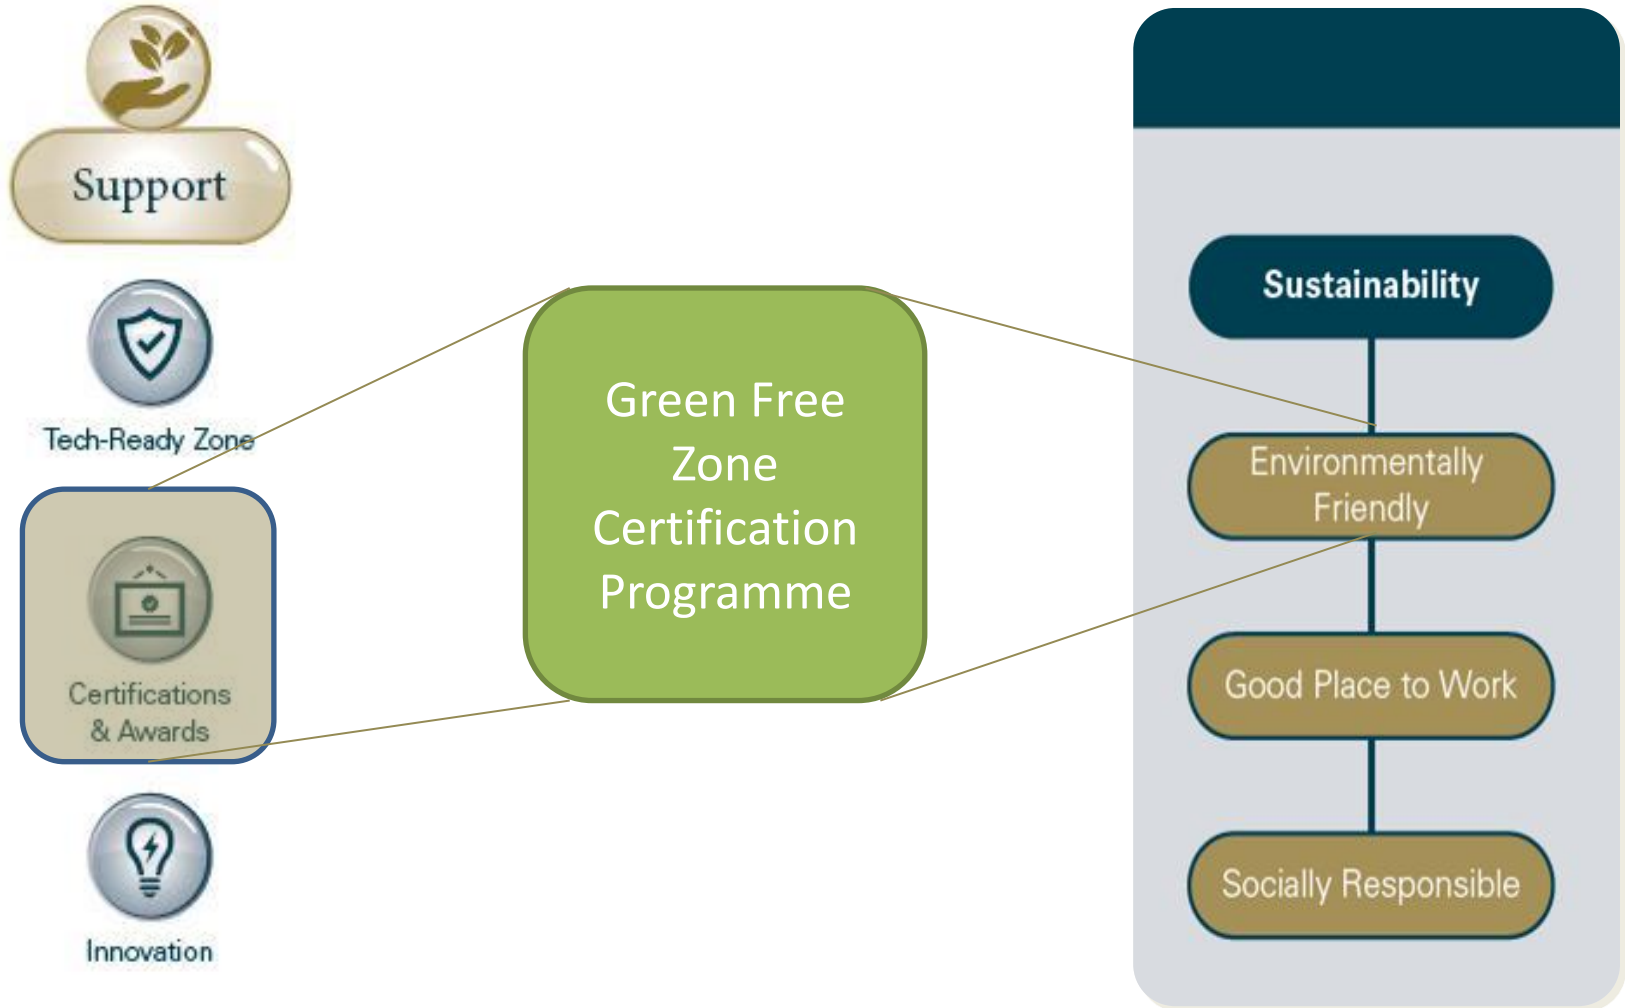 Support
Tech-Ready Zone
Certifications
& Awards
Innovation
Green Free
Zone
Certification
Programme
Sustainability
Environmentally
Friendly
Good Place to Work
Socially Responsible